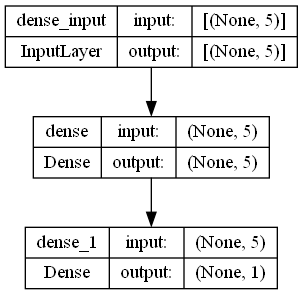 dense_input input: [(None, 5)]
InputLayer output: [(None, 5)]
dense input: (None, 5)
Dense output: (None, 5)
dense_1 input: (None, 5)
Dense output: (None, 1)